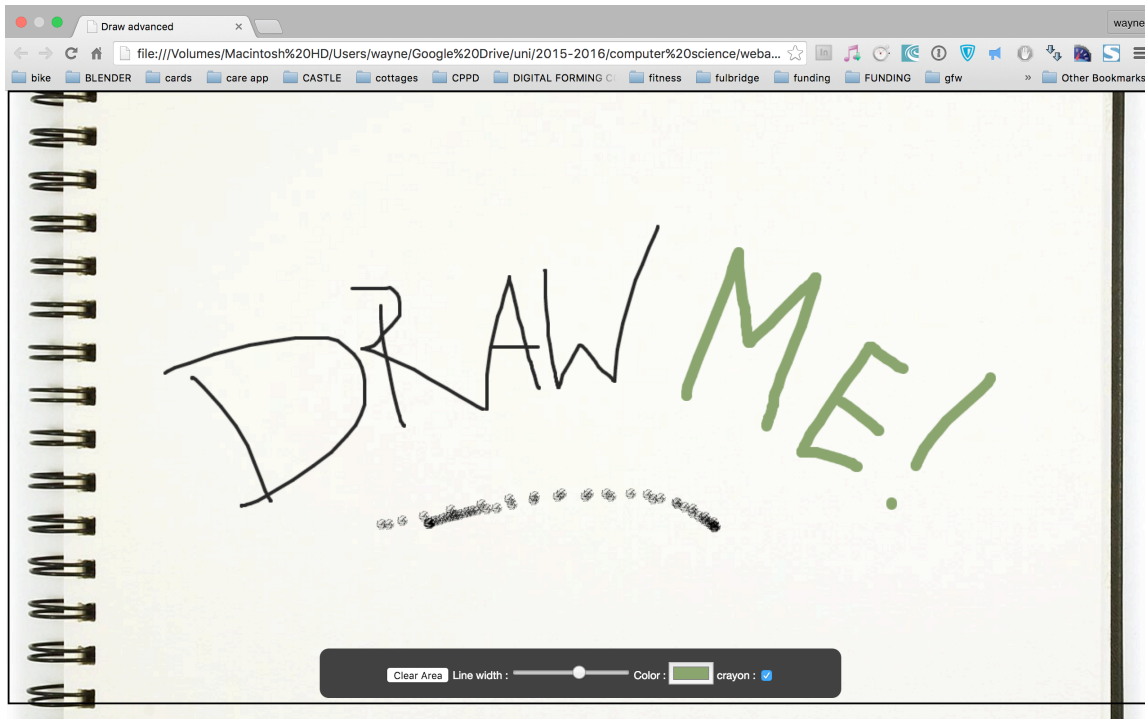 Draw advanced
wayne
file:///Volumes/Macintosh%20HD/Users/wayne/Google%20Drive/uni/2015-2016/computer%20science/weba...
bike BLENDER cards care app CASTLE cottages CPPD DIGITAL FORMING fitness fulbridge funding FUNDING gfw » Other Bookmarks
DRAW ME!
Clear Area Line width : Color : crayon :